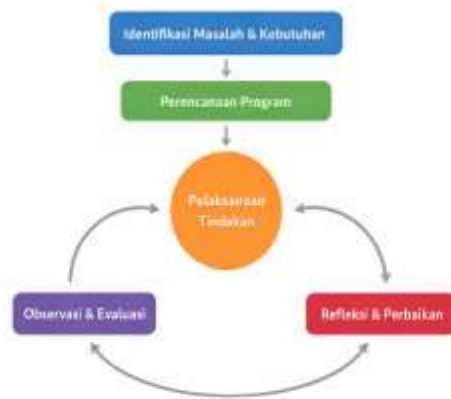 Identifikasi Masalah & Kebutuhan
Perencanaan Program
Pelaksanaan
Tindakan
Observasi & Evaluasi
Refleksi & Perbaikan